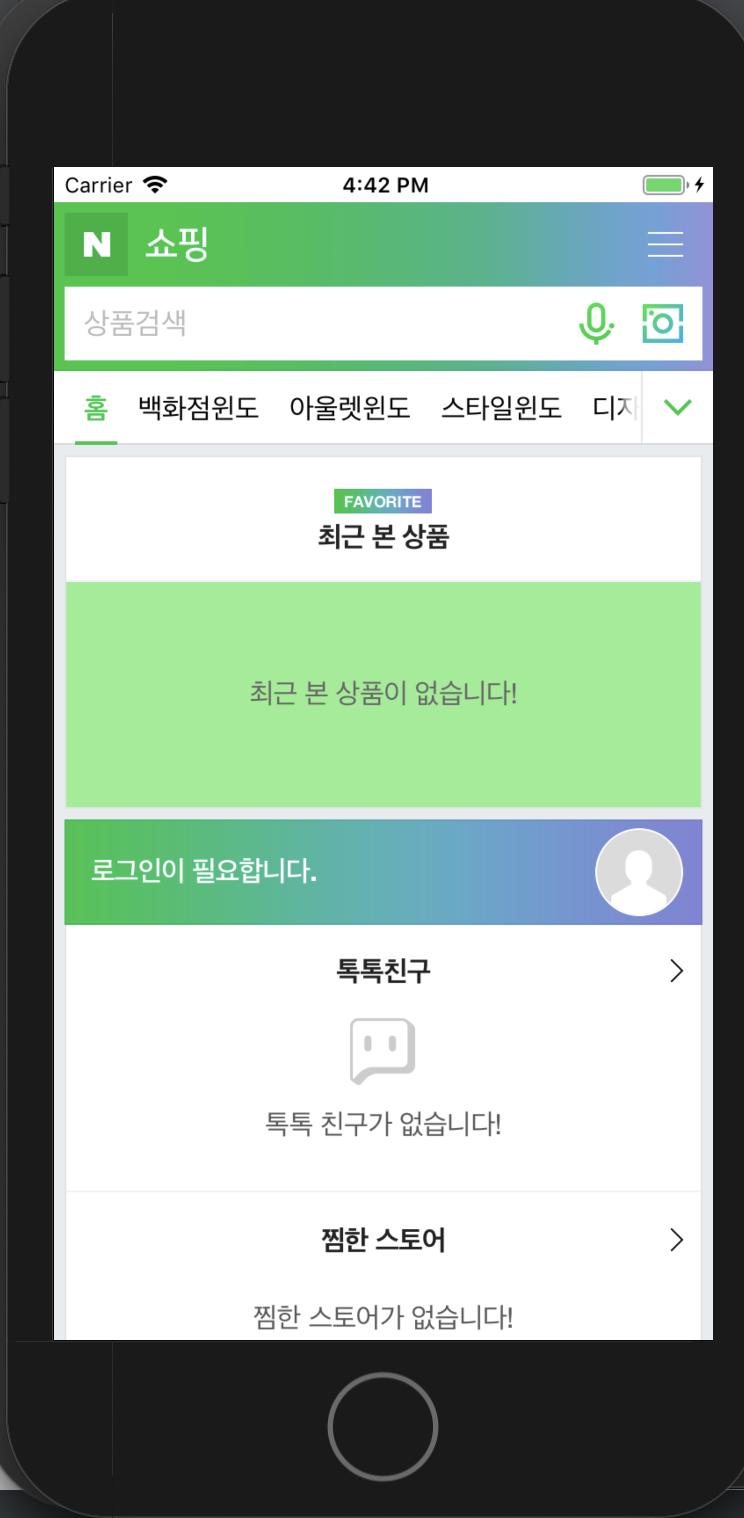 Carrier 4:42 PM
N 쇼핑
상품검색
홈 백화점윈도 아울렛윈도 스타일윈도 디자
FAVORITE
최근 본 상품
최근 본 상품이 없습니다!
로그인이 필요합니다.
톡톡친구
톡톡 친구가 없습니다!
찜한 스토어
찜한 스토어가 없습니다!